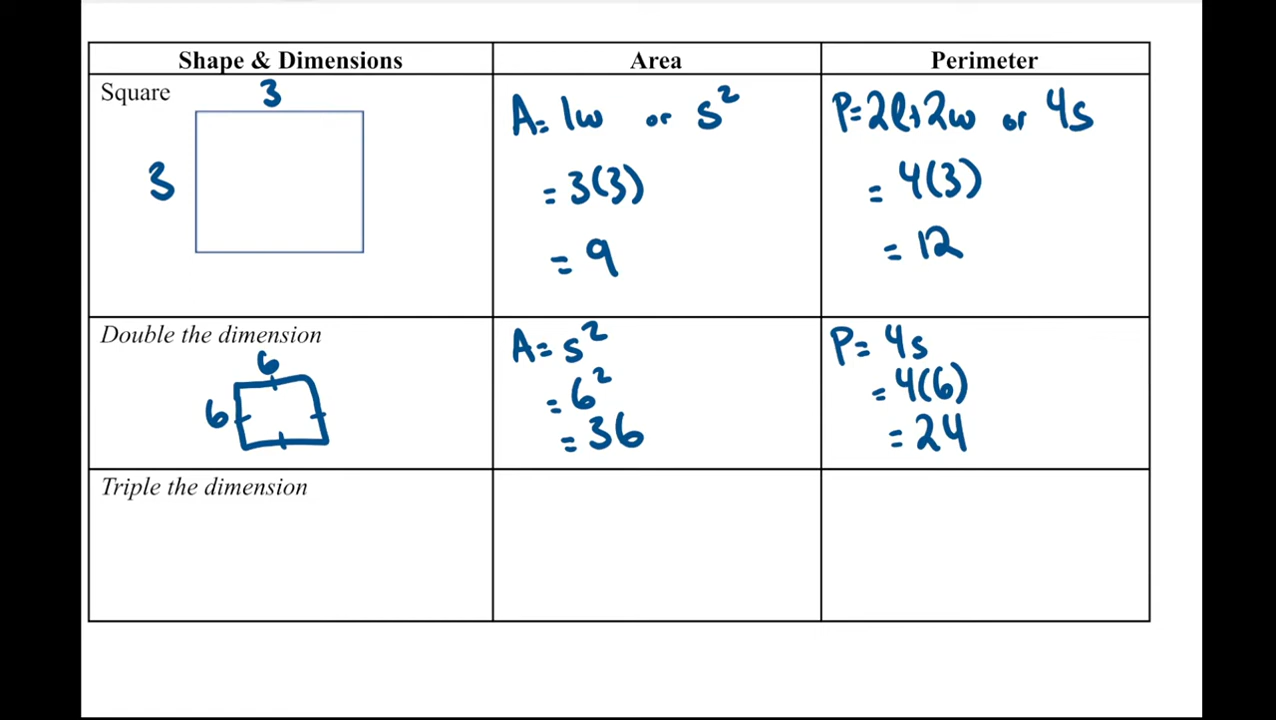 Shape & Dimensions
Area
Perimeter
Square
3
3
A = lw or s²
= 3(3)
= 9
P = 2l + 2w or 4s
= 4(3)
= 12
Double the dimension
6
6
A = s²
= 6²
= 36
P = 4s
= 4(6)
= 24
Triple the dimension